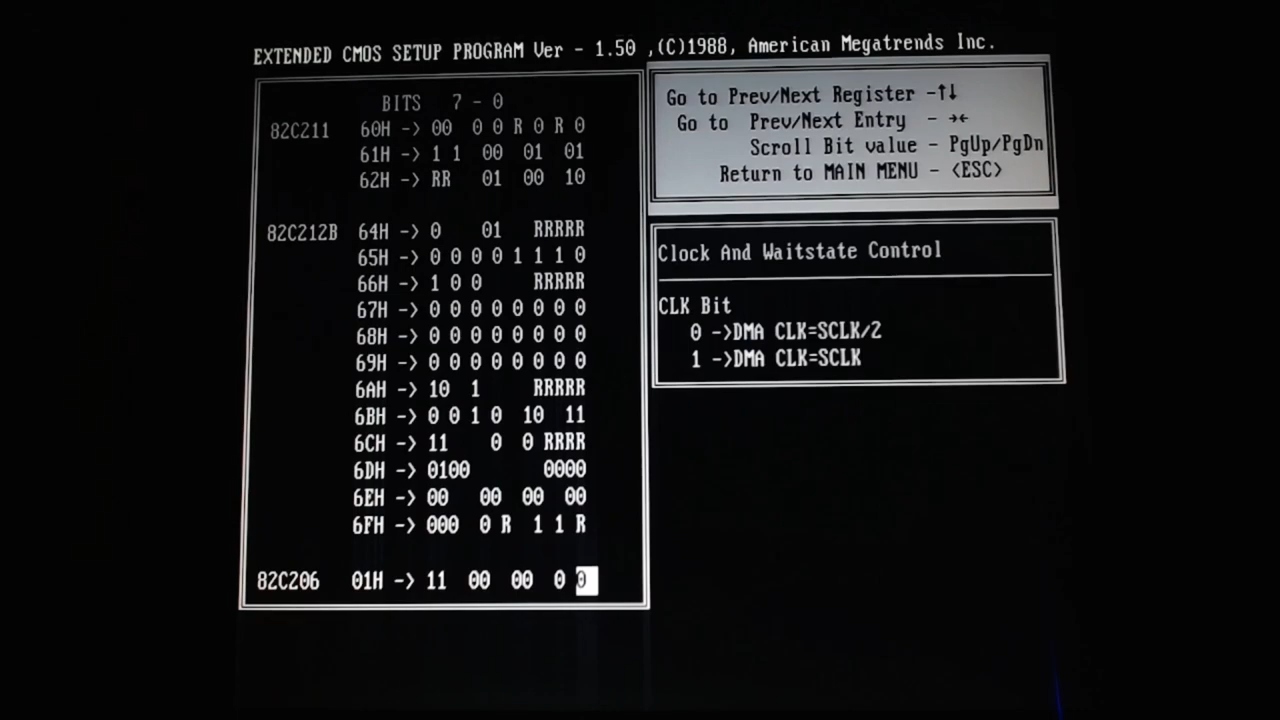 EXTENDED CMOS SETUP PROGRAM Ver - 1.50 ,(C)1988, American Megatrends Inc.
BITS 7 - 0
82C211 60H -> 00 0 0 R 0 R 0
61H -> 1 1 00 01 01
62H -> RR 01 00 10
82C212B 64H -> 0 01 RRRRR
65H -> 0 0 0 0 1 1 1 0
66H -> 1 0 0 RRRRR
67H -> 0 0 0 0 0 0 0 0
68H -> 0 0 0 0 0 0 0 0
69H -> 0 0 0 0 0 0 0 0
6AH -> 10 1 RRRRR
6BH -> 0 0 1 0 10 11
6CH -> 11 0 0 RRRR
6DH -> 0100 0000
6EH -> 00 00 00 00
6FH -> 000 0 R 1 1 R
82C206 01H -> 11 00 00 0 0
Go to Prev/Next Register -↑↓
Go to Prev/Next Entry - →←
Scroll Bit value - PgUp/PgDn
Return to MAIN MENU - <ESC>
Clock And Waitstate Control
CLK Bit
0 ->DMA CLK=SCLK/2
1 ->DMA CLK=SCLK